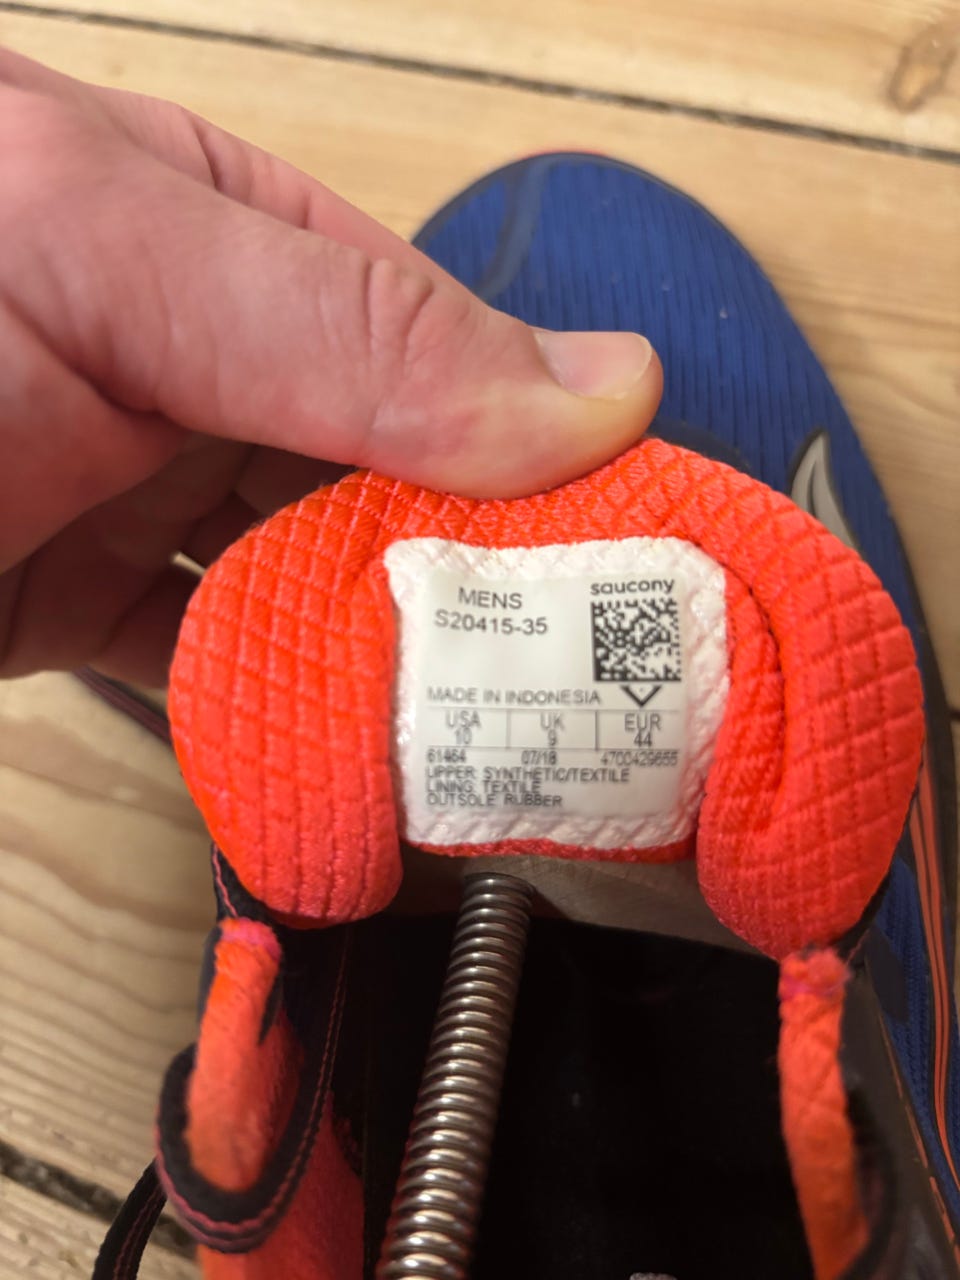 MENS
S20415-35
saucony
MADE IN INDONESIA
USA UK EUR
10 9 44
61464 07/18 4700429655
UPPER: SYNTHETIC/TEXTILE
LINING: TEXTILE
OUTSOLE: RUBBER